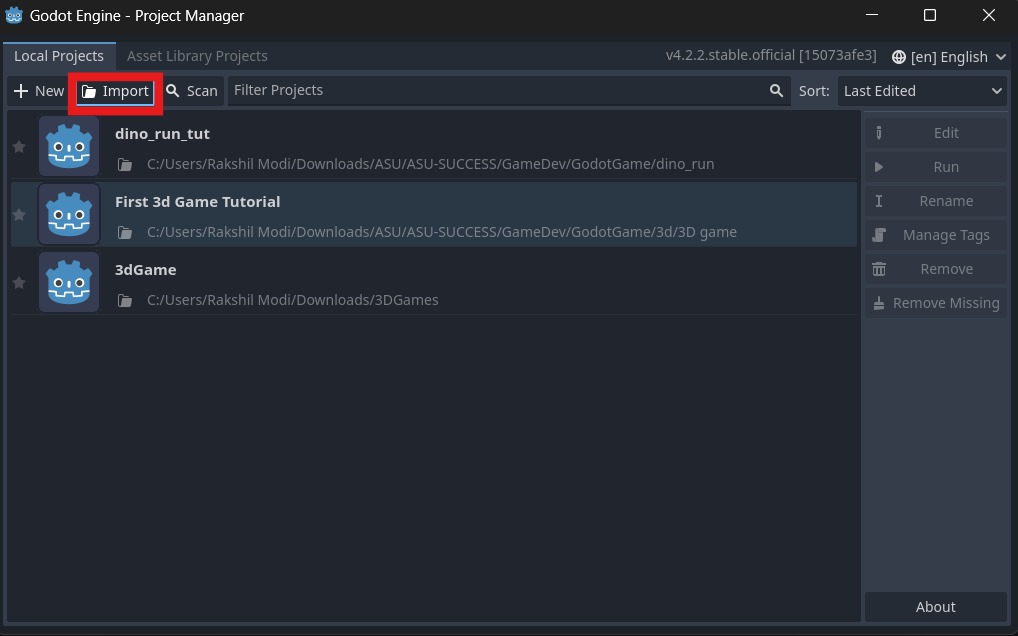 Godot Engine - Project Manager
Local Projects Asset Library Projects v4.2.2.stable.official [15073afe3] [en] English
New Import Scan Filter Projects Sort: Last Edited
dino_run_tut
C:/Users/Rakshil Modi/Downloads/ASU/ASU-SUCCESS/GameDev/GodotGame/dino_run
First 3d Game Tutorial
C:/Users/Rakshil Modi/Downloads/ASU/ASU-SUCCESS/GameDev/GodotGame/3d/3D game
3dGame
C:/Users/Rakshil Modi/Downloads/3DGames
Edit
Run
Rename
Manage Tags
Remove
Remove Missing
About